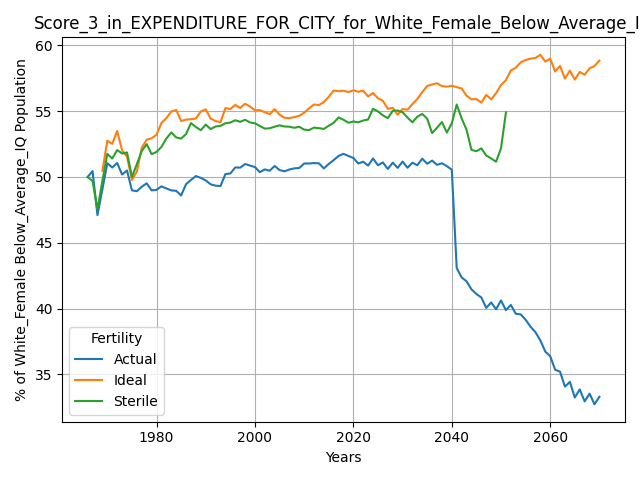 Score_3_in_EXPENDITURE_FOR_CITY_for_White_Female_Below_Average_I
% of White_Female Below_Average_IQ Population
60
55
50
45
40
35
Fertility
Actual
Ideal
Sterile
1980
2000
2020
2040
2060
Years